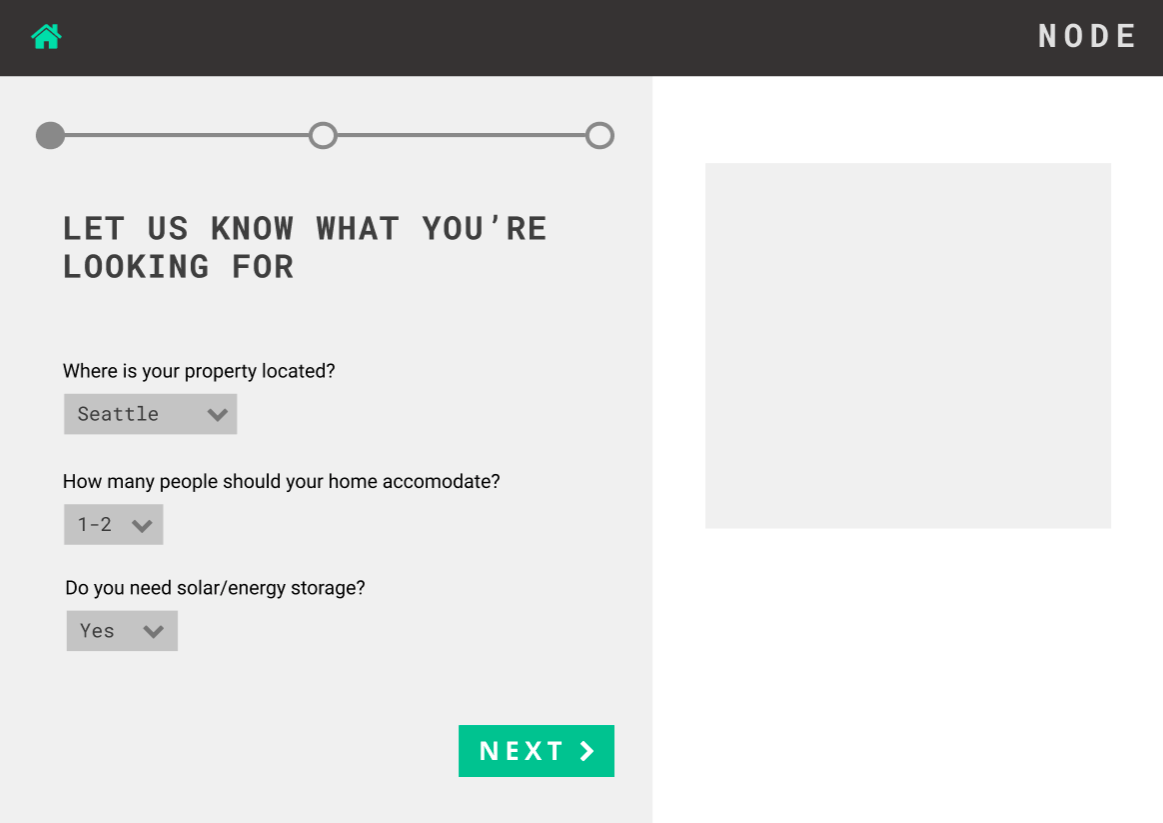 NODE
LET US KNOW WHAT YOU’RE
LOOKING FOR
Where is your property located?
Seattle
How many people should your home accomodate?
1-2
Do you need solar/energy storage?
Yes
NEXT